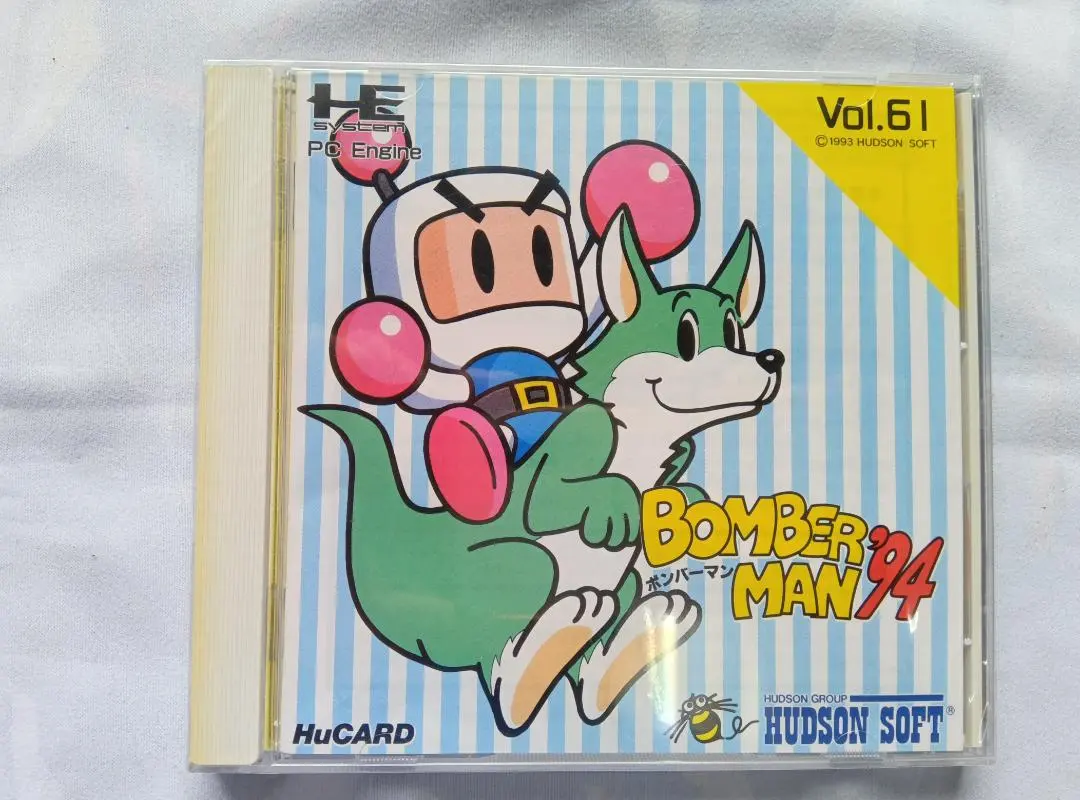 HE
system
PC Engine
Vol.61
©1993 HUDSON SOFT
BOMBER
ボンバーマン
MAN '94
HuCARD
HUDSON GROUP
HUDSON SOFT®